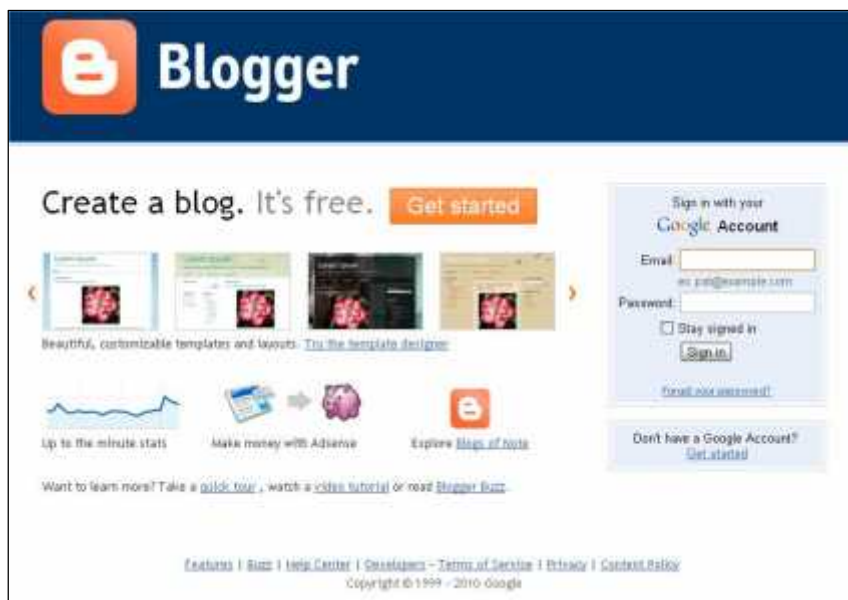 Blogger
Create a blog. It's free. Get started
Beautiful, customizable templates and layouts. Try the template designer
Up to the minute stats
Make money with Adsense
Explore Blogs of Note
Want to learn more? Take a quick tour , watch a video tutorial or read Blogger Buzz.
Sign in with your
Google Account
Email:
ex: pat@example.com
Password:
Stay signed in
Sign in
Forgot your password?
Don't have a Google Account?
Get started
Features | Buzz | Help Center | Developers - Terms of Service | Privacy | Content Policy
Copyright © 1999 - 2010 Google